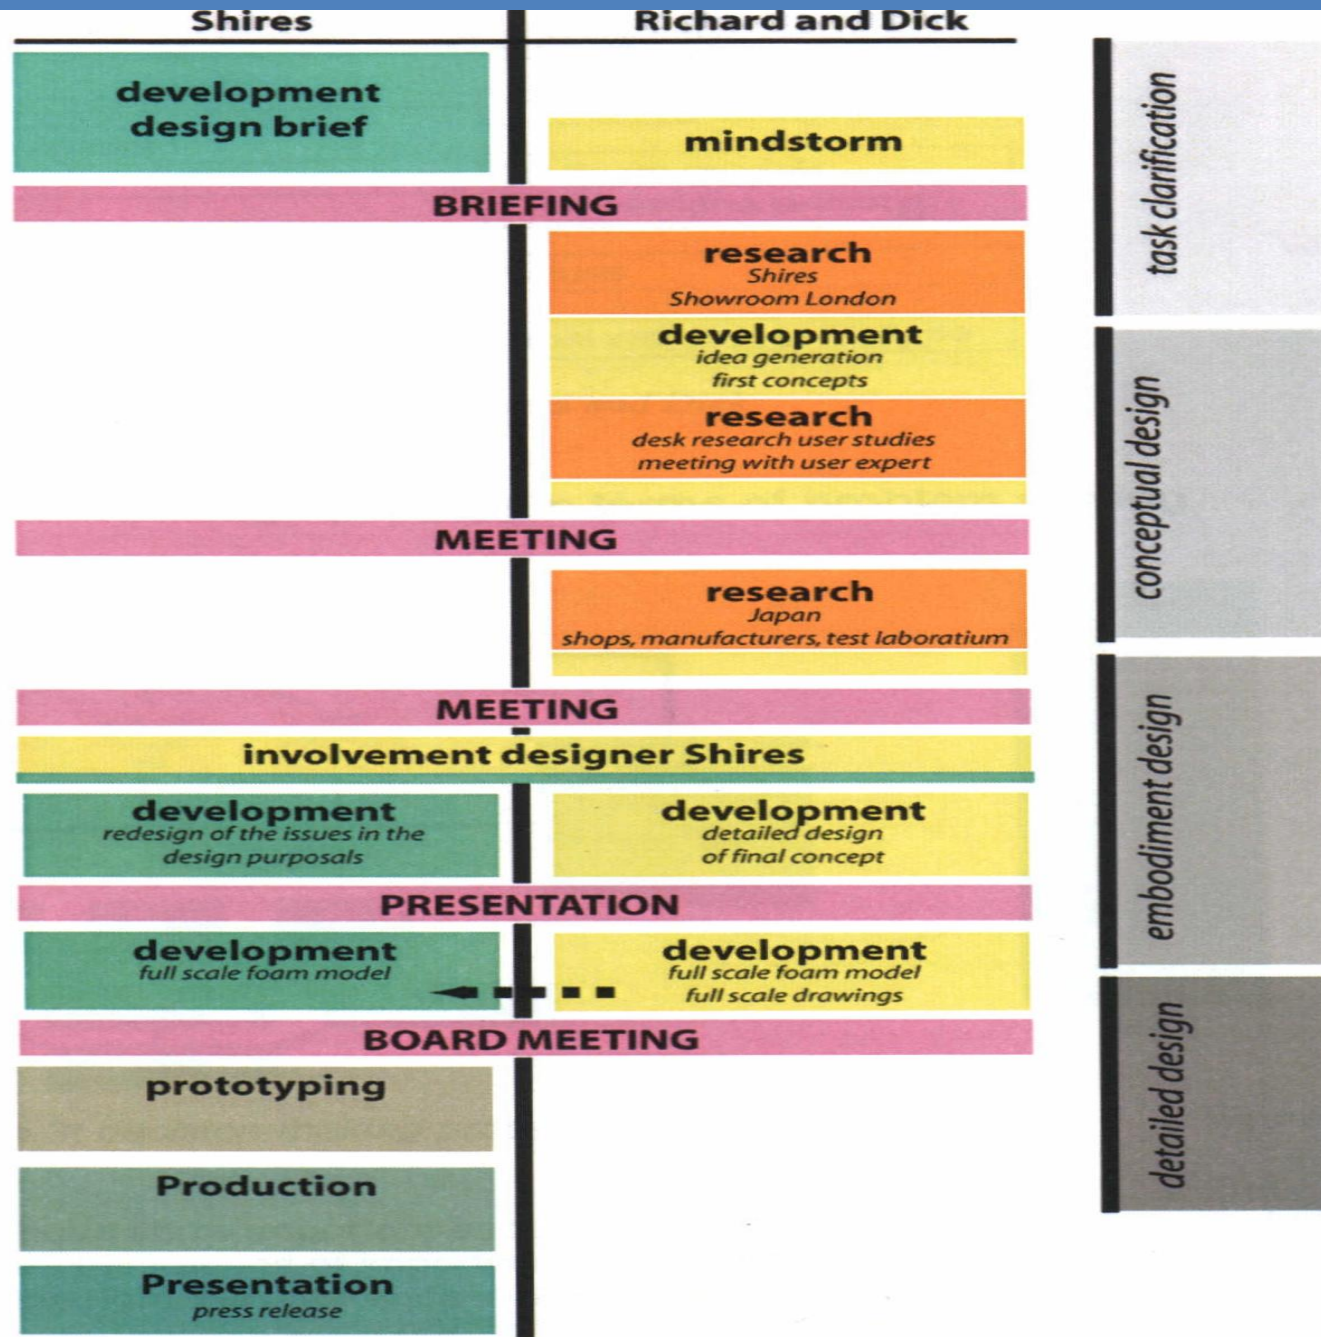 Shires
Richard and Dick
development
design brief
mindstorm
BRIEFING
research
Shires
Showroom London
development
idea generation
first concepts
research
desk research user studies
meeting with user expert
MEETING
research
Japan
shops, manufacturers, test laboratium
MEETING
involvement designer Shires
development
redesign of the issues in the
design purposals
development
detailed design
of final concept
PRESENTATION
development
full scale foam model
development
full scale foam model
full scale drawings
BOARD MEETING
prototyping
Production
Presentation
press release
task clarification
conceptual design
embodiment design
detailed design